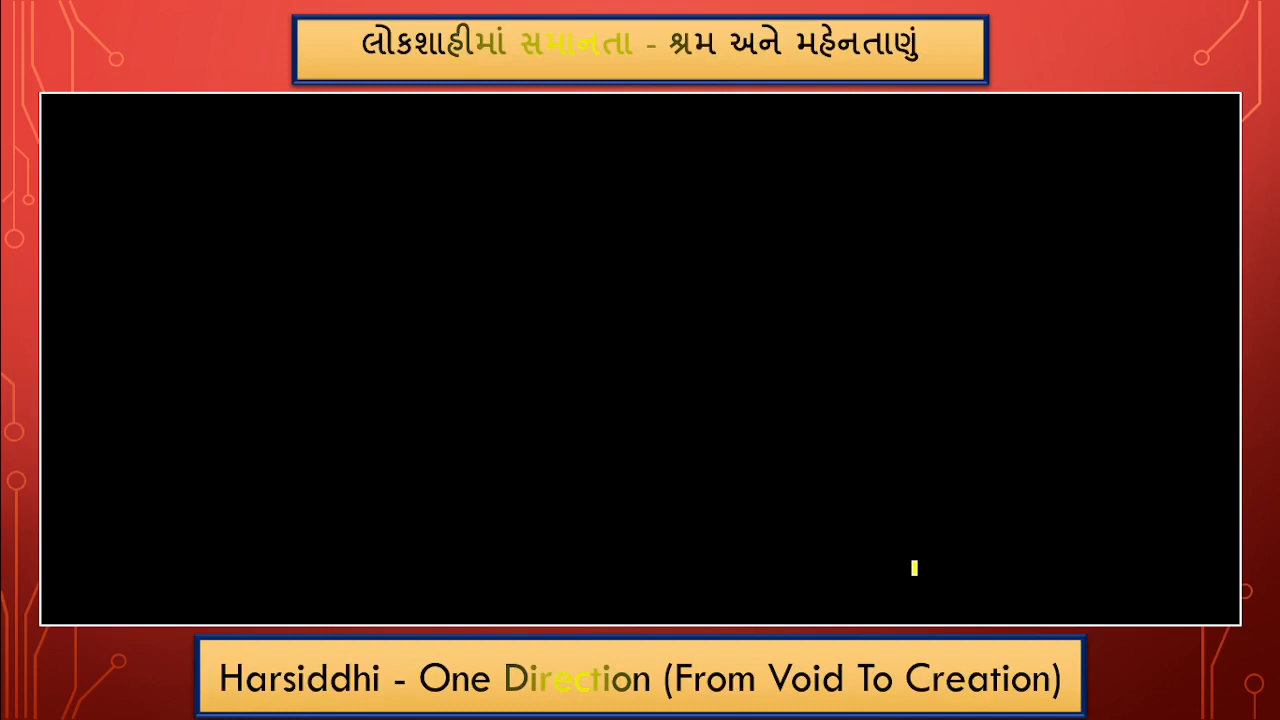 લોકશાહીમાં સમાનતા - શ્રમ અને મહેનતાણું
Harsiddhi - One Direction (From Void To Creation)